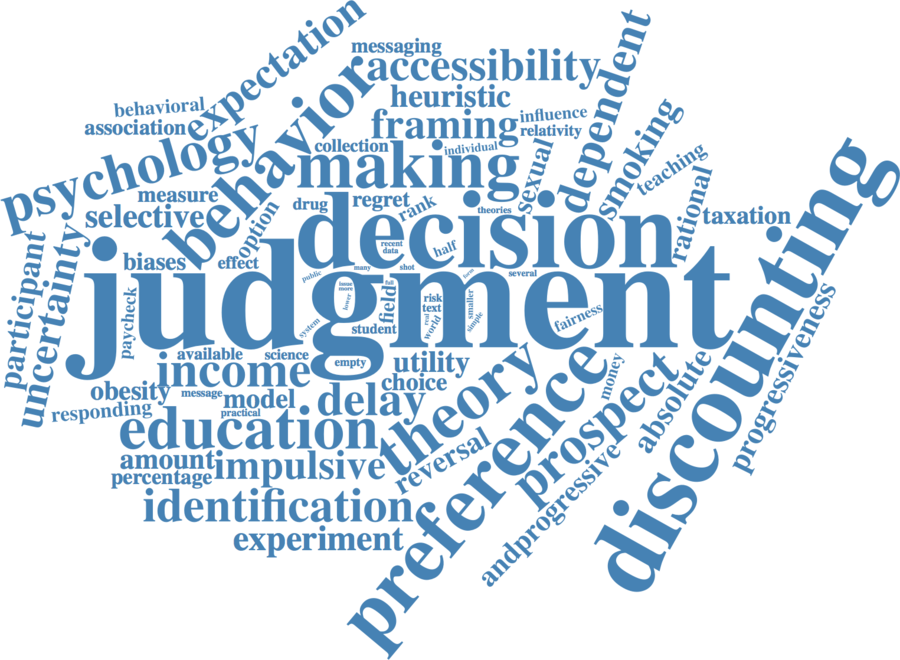 messaging
expectation
accessibility
dependent
behavioral
behavior
heuristic
association
framing
influence
relativity
smoking
psychology
collection
individual
making
sexual
teaching
measure
drug
regret
rank
theories
selective
option
decision
rational
taxation
discounting
participant
uncertainty
biases
effect
recent
data
half
judgment
public
many
shot
form
several
issue
more
full
lower
field
risk
text
real
world
smaller
simple
fairness
paycheck
system
student
available
science
empty
utility
theory
money
progressiveness
income
choice
obesity
message
model
delay
preference
prospect
absolute
responding
practical
education
reversal
amount
impulsive
percentage
andprogressive
identification
experiment